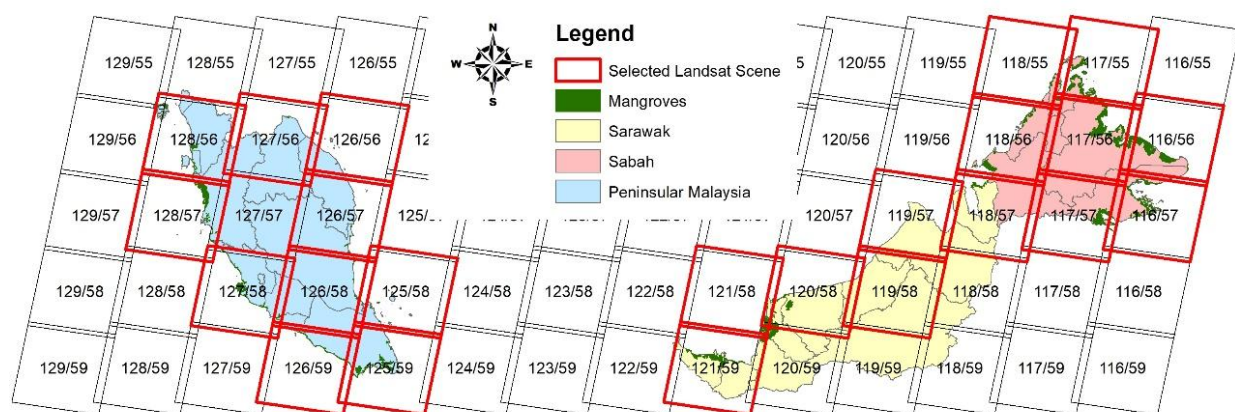 Legend
N
W E
S
Selected Landsat Scene
Mangroves
Sarawak
Sabah
Peninsular Malaysia
129/55 128/55 127/55 126/55 120/55 119/55 118/55 117/55 116/55
129/56 128/56 127/56 126/56 120/56 119/56 118/56 117/56 116/56
129/57 128/57 127/57 126/57 120/57 119/57 118/57 117/57 116/57
129/58 128/58 127/58 126/58 125/58 124/58 123/58 122/58 121/58 120/58 119/58 118/58 117/58 116/58
129/59 128/59 127/59 126/59 125/59 124/59 123/59 122/59 121/59 120/59 119/59 118/59 117/59 116/59